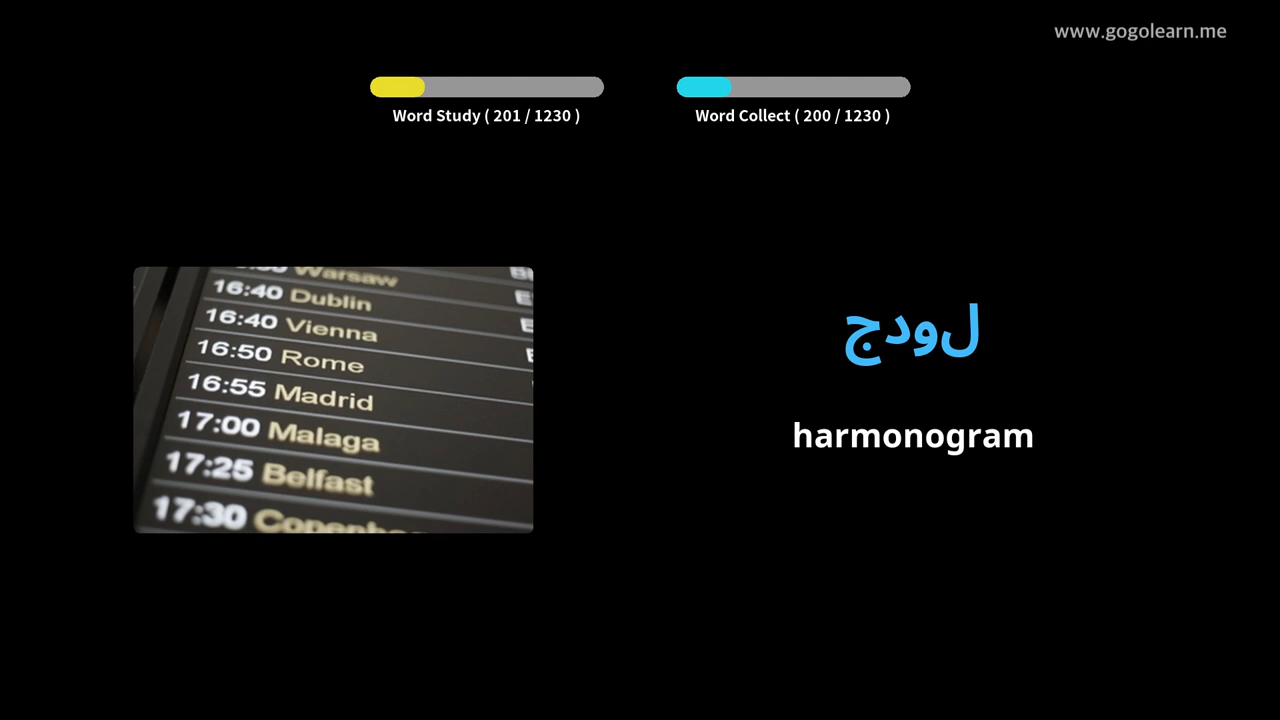 www.gogolearn.me
Word Study ( 201 / 1230 )
Word Collect ( 200 / 1230 )
Warsaw
16:40 Dublin
16:40 Vienna
16:50 Rome
16:55 Madrid
17:00 Malaga
17:25 Belfast
17:30
لودج
harmonogram